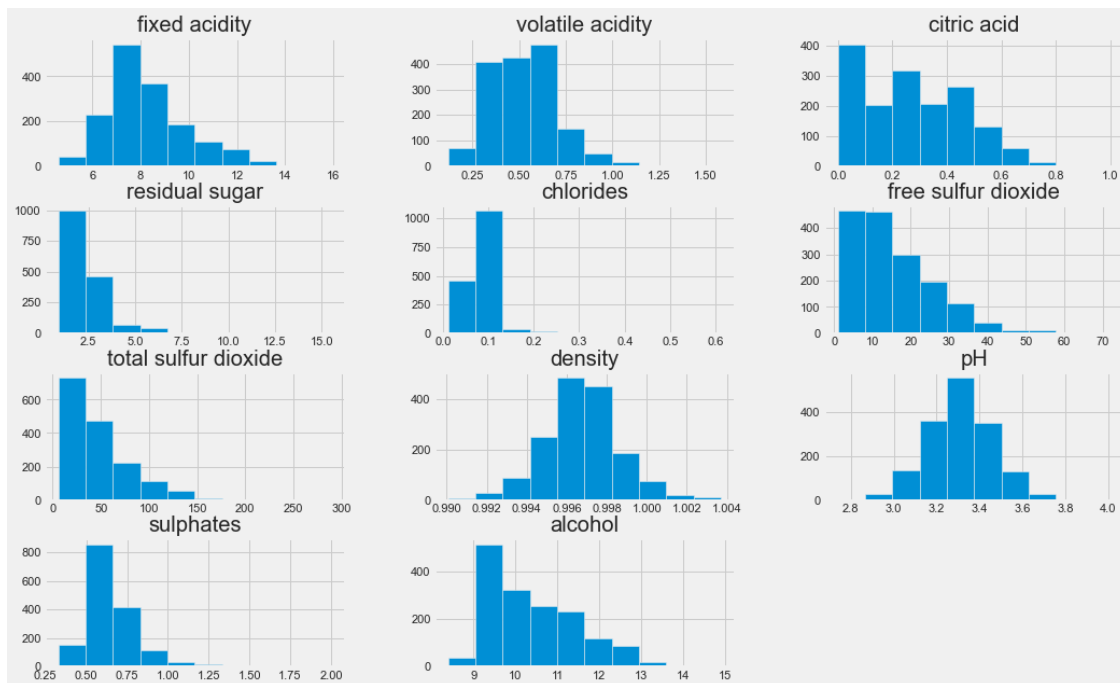 fixed acidity
400
200
0
6 8 10 12 14 16
volatile acidity
400
300
200
100
0
0.25 0.50 0.75 1.00 1.25 1.50
citric acid
400
300
200
100
0
0.0 0.2 0.4 0.6 0.8 1.0
residual sugar
1000
750
500
250
0
2.5 5.0 7.5 10.0 12.5 15.0
chlorides
1000
750
500
250
0
0.0 0.1 0.2 0.3 0.4 0.5 0.6
free sulfur dioxide
400
300
200
100
0
0 10 20 30 40 50 60 70
total sulfur dioxide
600
400
200
0
0 50 100 150 200 250 300
density
400
200
0
0.990 0.992 0.994 0.996 0.998 1.000 1.002 1.004
pH
400
200
0
2.8 3.0 3.2 3.4 3.6 3.8 4.0
sulphates
800
600
400
200
0
0.25 0.50 0.75 1.00 1.25 1.50 1.75 2.00
alcohol
400
200
0
9 10 11 12 13 14 15